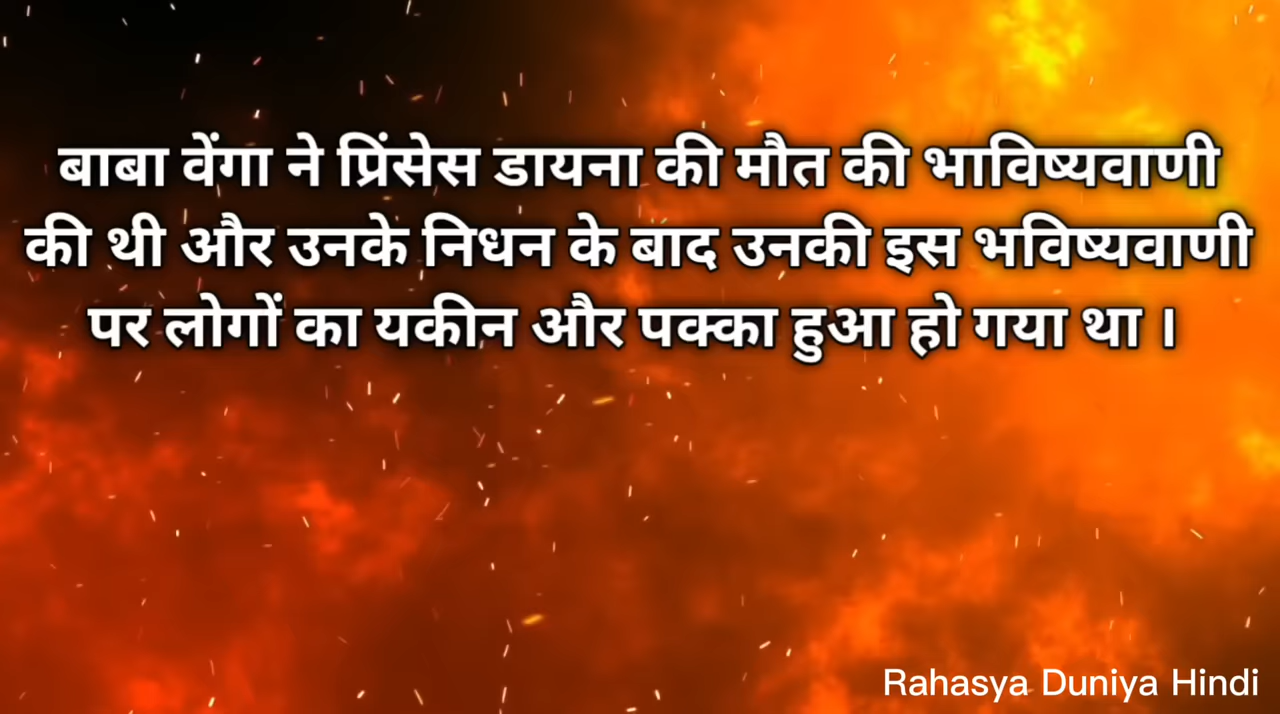 बाबा वेंगा ने प्रिंसेस डायना की मौत की भाविष्यवाणी
की थी और उनके निधन के बाद उनकी इस भविष्यवाणी
पर लोगों का यकीन और पक्का हुआ हो गया था ।
Rahasya Duniya Hindi